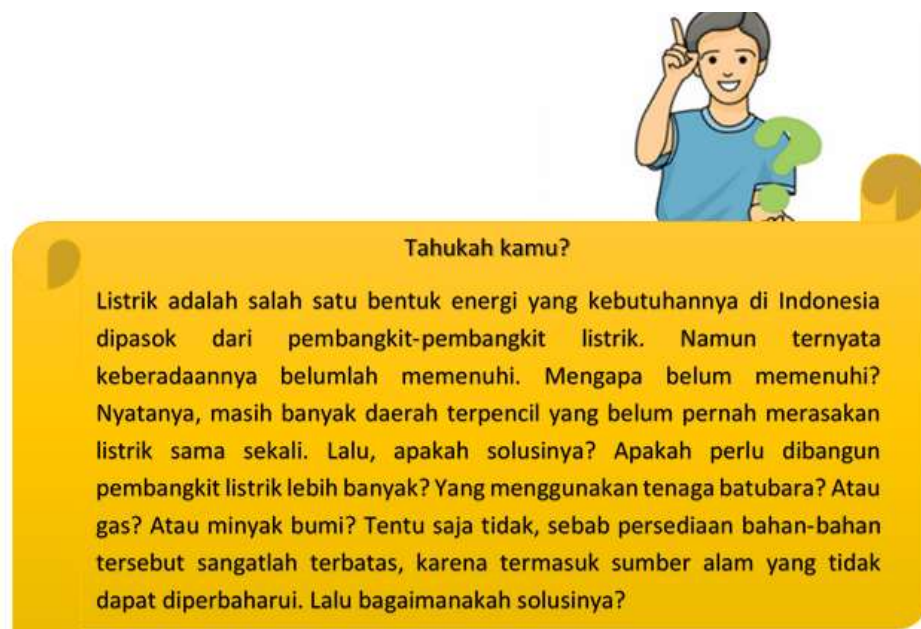 Tahukah kamu?
Listrik adalah salah satu bentuk energi yang kebutuhannya di Indonesia
dipasok dari pembangkit-pembangkit listrik. Namun ternyata
keberadaannya belumlah memenuhi. Mengapa belum memenuhi?
Nyatanya, masih banyak daerah terpencil yang belum pernah merasakan
listrik sama sekali. Lalu, apakah solusinya? Apakah perlu dibangun
pembangkit listrik lebih banyak? Yang menggunakan tenaga batubara? Atau
gas? Atau minyak bumi? Tentu saja tidak, sebab persediaan bahan-bahan
tersebut sangatlah terbatas, karena termasuk sumber alam yang tidak
dapat diperbaharui. Lalu bagaimanakah solusinya?